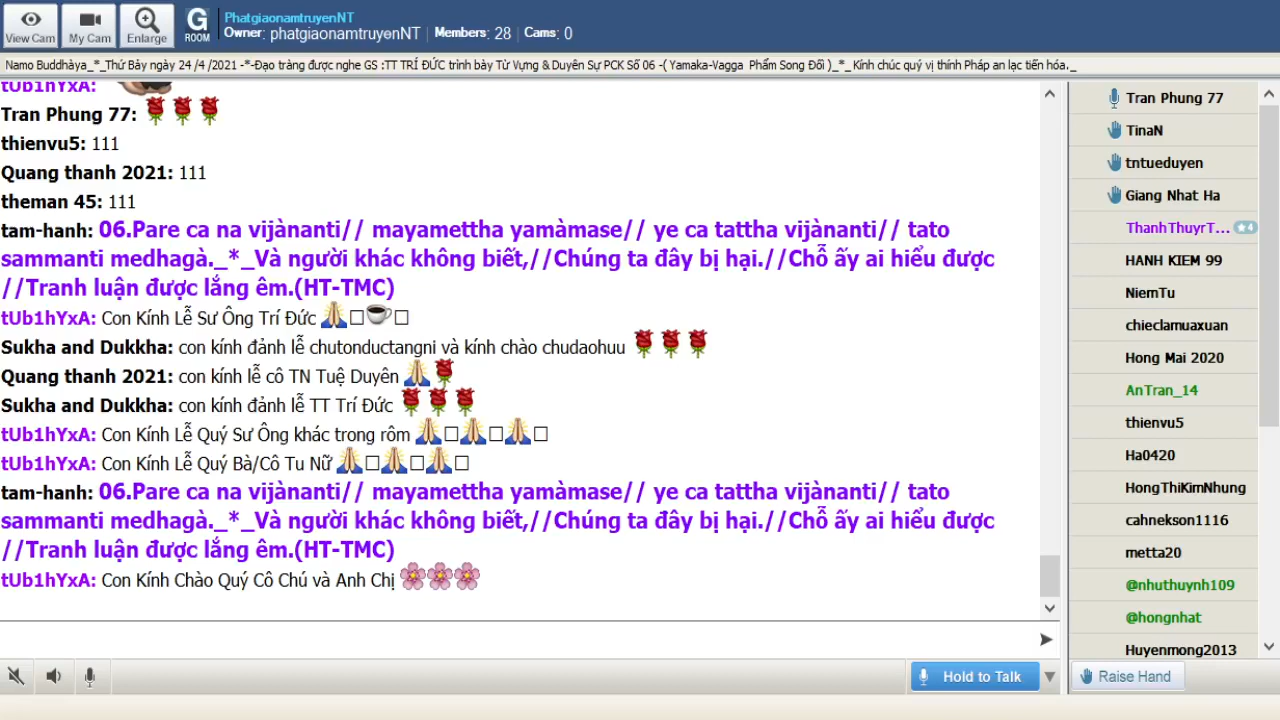 View Cam
My Cam
Enlarge
G
ROOM
PhatgiaonamtruyenNT
Owner: phatgiaonamtruyenNT | Members: 28 | Cams: 0
Namo Buddhàya_*_Thứ Bảy ngày 24 /4 /2021 -*-Đạo tràng được nghe GS :TT TRÍ ĐỨC trình bày Từ Vựng & Duyên Sự PCK Số 06 -( Yamaka-Vagga Phẩm Song Đối )_*_ Kính chúc quý vị thính Pháp an lạc tiến hóa._
tUb1hYxA:
Tran Phung 77:
thienvu5: 111
Quang thanh 2021: 111
theman 45: 111
tam-hanh: 06.Pare ca na vijànanti// mayamettha yamàmase// ye ca tattha vijànanti// tato
sammanti medhagà._*_Và người khác không biết,//Chúng ta đây bị hại.//Chỗ ấy ai hiểu được
//Tranh luận được lắng êm.(HT-TMC)
tUb1hYxA: Con Kính Lễ Sư Ông Trí Đức
Sukha and Dukkha: con kính đảnh lễ chutonductangni và kính chào chudaohuu
Quang thanh 2021: con kính lễ cô TN Tuệ Duyên
Sukha and Dukkha: con kính đảnh lễ TT Trí Đức
tUb1hYxA: Con Kính Lễ Quý Sư Ông khác trong rôm
tUb1hYxA: Con Kính Lễ Quý Bà/Cô Tu Nữ
tam-hanh: 06.Pare ca na vijànanti// mayamettha yamàmase// ye ca tattha vijànanti// tato
sammanti medhagà._*_Và người khác không biết,//Chúng ta đây bị hại.//Chỗ ấy ai hiểu được
//Tranh luận được lắng êm.(HT-TMC)
tUb1hYxA: Con Kính Chào Quý Cô Chú và Anh Chị
Hold to Talk
Tran Phung 77
TinaN
tntueduyen
Giang Nhat Ha
ThanhThuyrT... 4
HANH KIEM 99
NiemTu
chieclamuaxuan
Hong Mai 2020
AnTran_14
thienvu5
Ha0420
HongThiKimNhung
cahnekson1116
metta20
@nhuthuynh109
@hongnhat
Huyenmong2013
Raise Hand